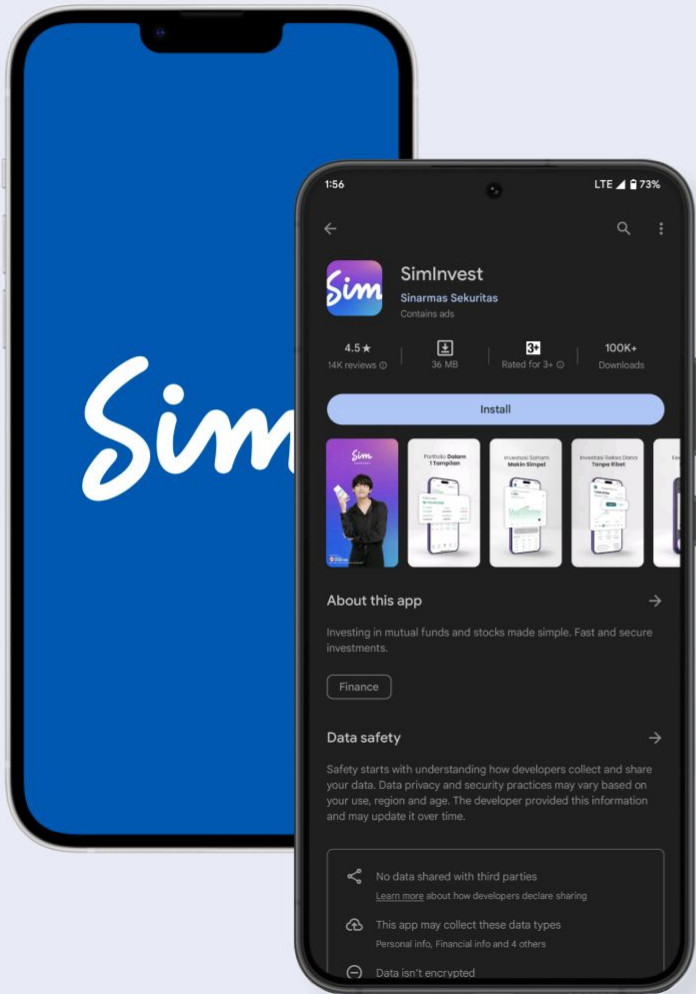 Sim
1:56
LTE 73%
Sim
SimInvest
Sinarmas Sekuritas
Contains ads
4.5★
14K reviews
36 MB
3+
Rated for 3+
100K+
Downloads
Install
Sim
Portfolio Dalam
1 Tampilan
Investasi Saham
Makin Simpel
Investasi Reksa Dana
Tanpa Ribet
About this app
Investing in mutual funds and stocks made simple. Fast and secure
investments.
Finance
Data safety
Safety starts with understanding how developers collect and share
your data. Data privacy and security practices may vary based on
your use, region and age. The developer provided this information
and may update it over time.
No data shared with third parties
Learn more about how developers declare sharing
This app may collect these data types
Personal info, Financial info and 4 others
Data isn't encrypted